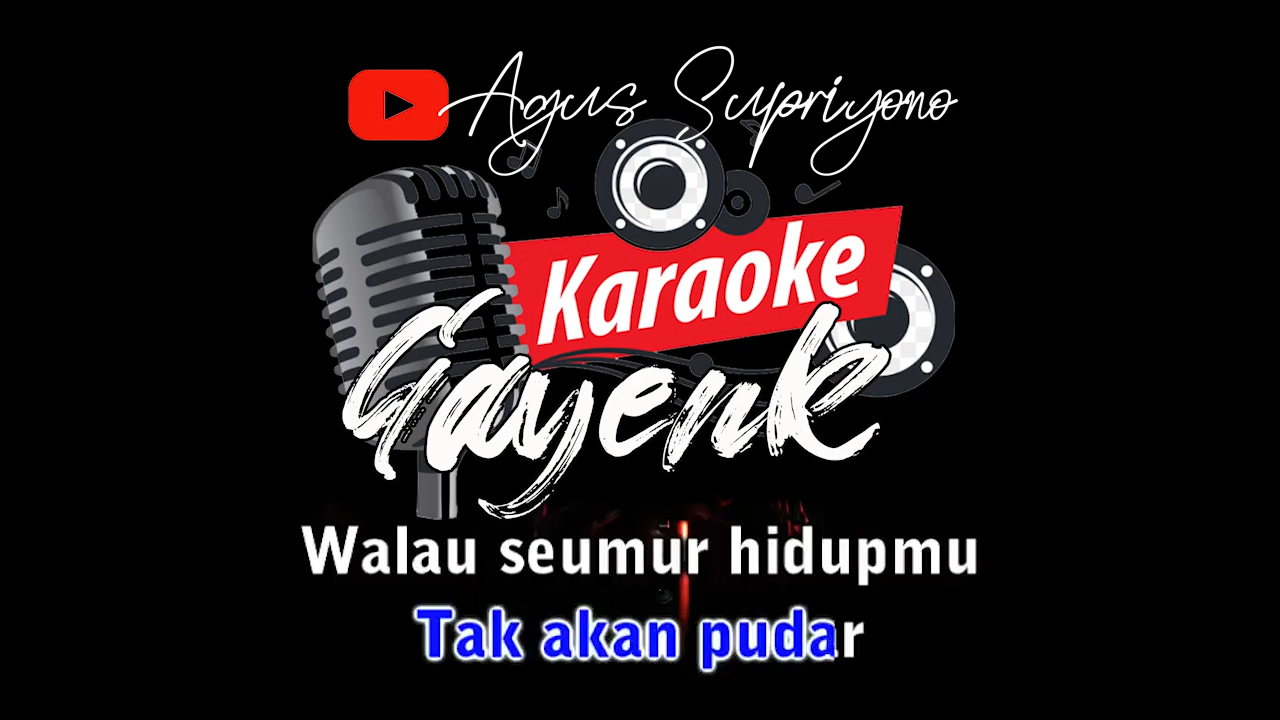 Agus Supriyono
Karaoke
Gayenk
Walau seumur hidupmu
Tak akan pudar